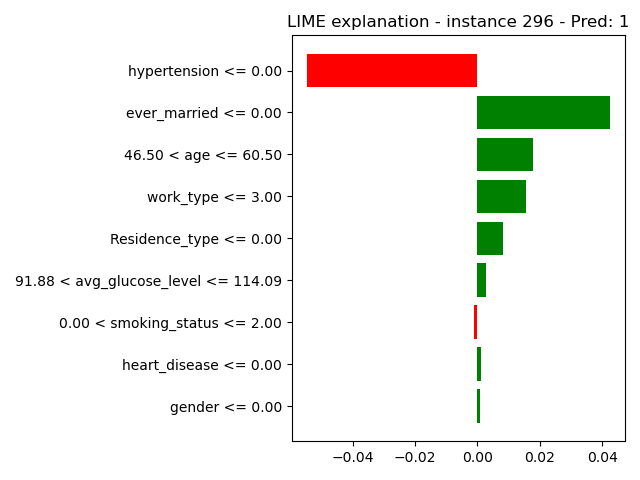 LIME explanation - instance 296 - Pred: 1
hypertension <= 0.00
ever_married <= 0.00
46.50 < age <= 60.50
work_type <= 3.00
Residence_type <= 0.00
91.88 < avg_glucose_level <= 114.09
0.00 < smoking_status <= 2.00
heart_disease <= 0.00
gender <= 0.00
−0.04 −0.02 0.00 0.02 0.04